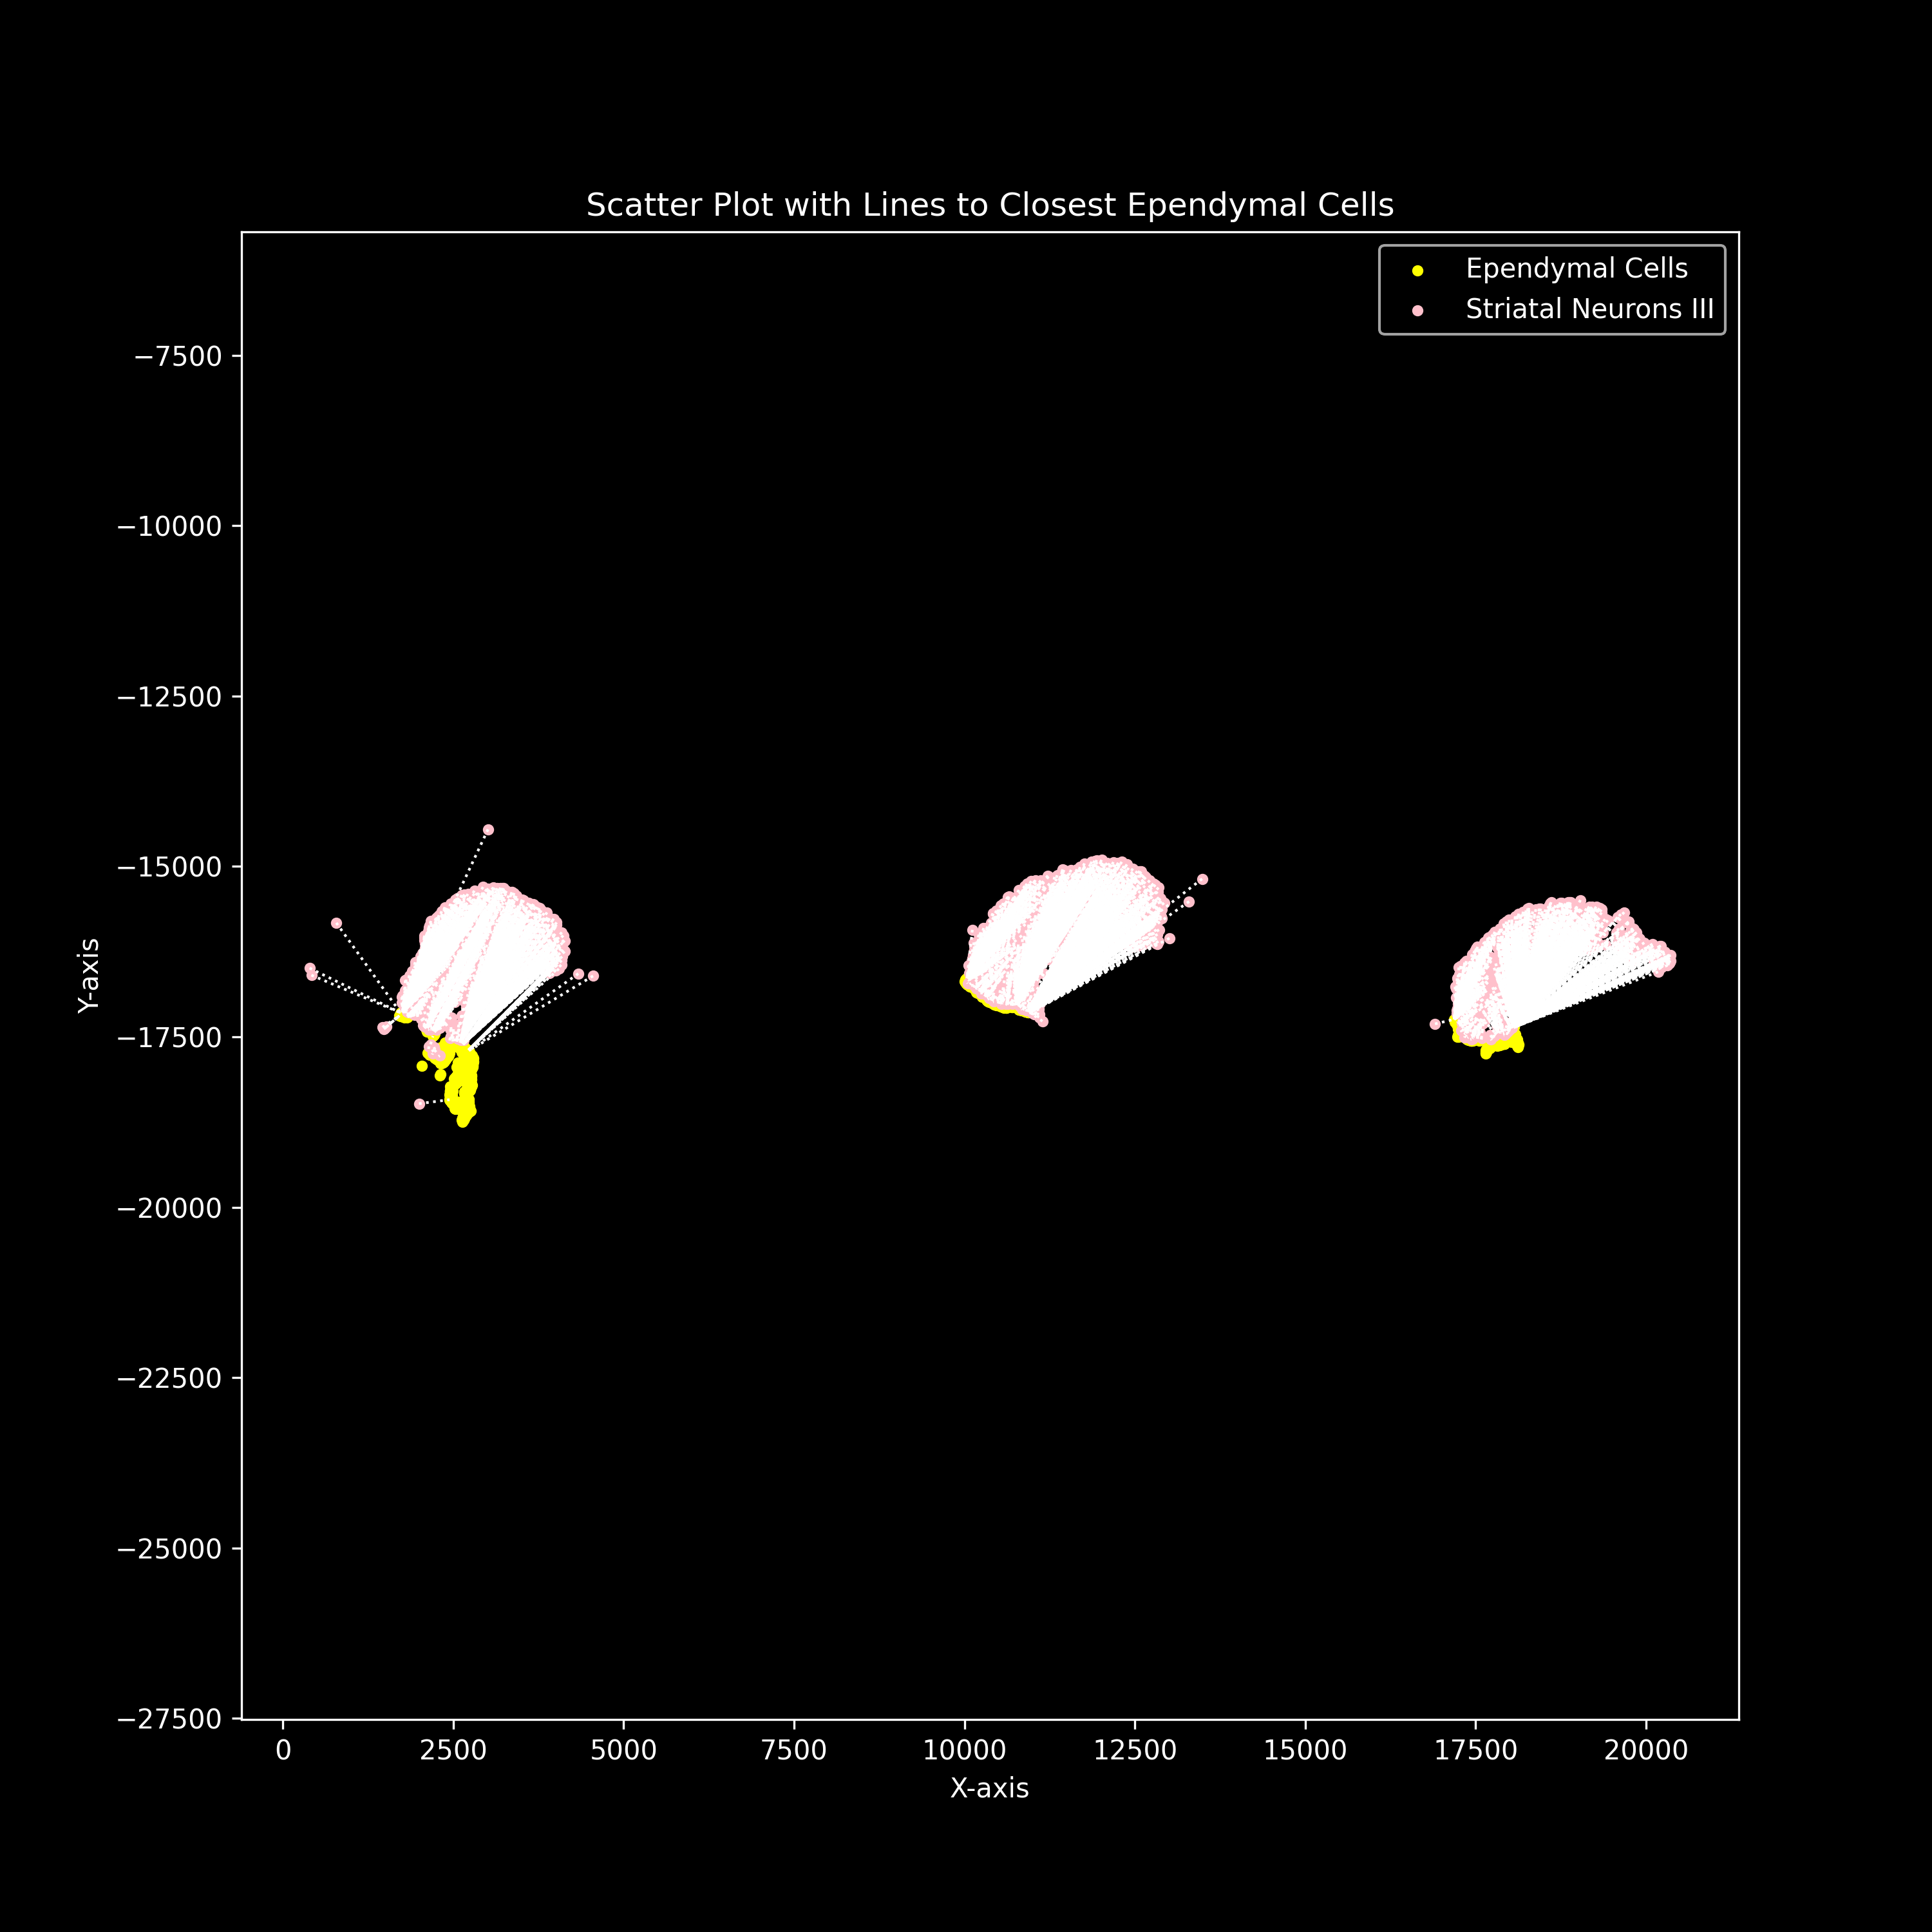 Scatter Plot with Lines to Closest Ependymal Cells
Ependymal Cells
Striatal Neurons III
Y-axis
−7500
−10000
−12500
−15000
−17500
−20000
−22500
−25000
−27500
0 2500 5000 7500 10000 12500 15000 17500 20000
X-axis